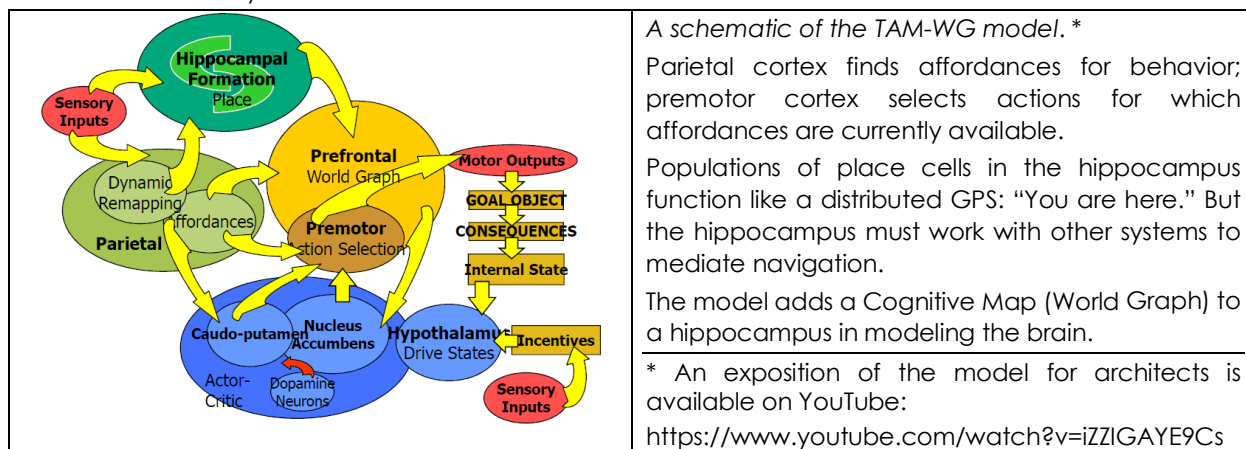 Hippocampal
Formation
Place
Sensory
Inputs
Prefrontal
World Graph
Motor Outputs
Dynamic
Remapping
Affordances
Parietal
GOAL OBJECT
Premotor
Action Selection
CONSEQUENCES
Internal State
Caudo-putamen
Nucleus
Accumbens
Hypothalamus
Drive States
Incentives
Actor-
Critic
Dopamine
Neurons
Sensory
Inputs
A schematic of the TAM-WG model. *
Parietal cortex finds affordances for behavior;
premotor cortex selects actions for which
affordances are currently available.
Populations of place cells in the hippocampus
function like a distributed GPS: “You are here.” But
the hippocampus must work with other systems to
mediate navigation.
The model adds a Cognitive Map (World Graph) to
a hippocampus in modeling the brain.
* An exposition of the model for architects is
available on YouTube:
https://www.youtube.com/watch?v=iZZIGAYE9Cs